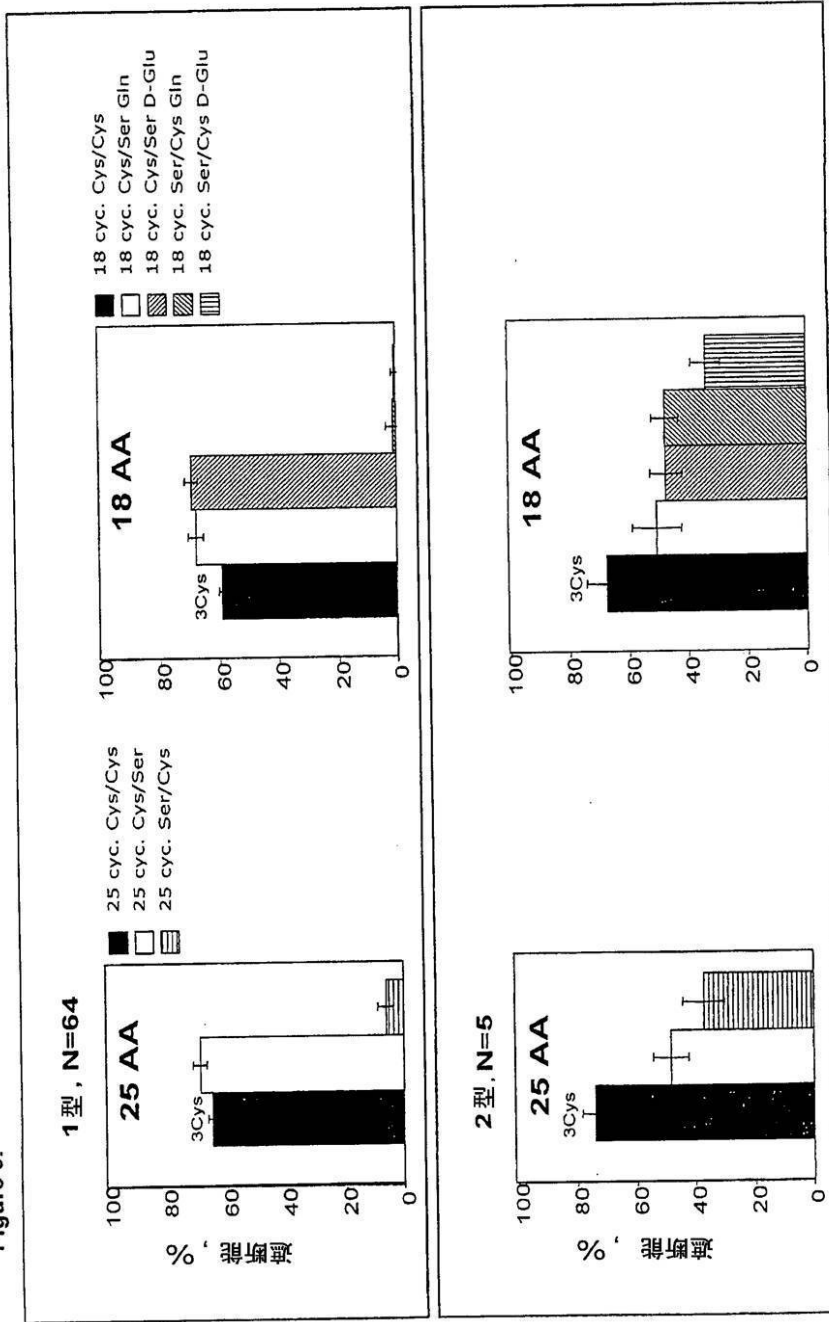 1型, N=64
遮断能, %
25 AA
3Cys
100
80
60
40
20
0
25 cyc. Cys/Cys
25 cyc. Cys/Ser
25 cyc. Ser/Cys
18 AA
3Cys
100
80
60
40
20
0
18 cyc. Cys/Cys
18 cyc. Cys/Ser Gln
18 cyc. Cys/Ser D-Glu
18 cyc. Ser/Cys Gln
18 cyc. Ser/Cys D-Glu
2型, N=5
遮断能, %
25 AA
3Cys
100
80
60
40
20
0
18 AA
3Cys
100
80
60
40
20
0